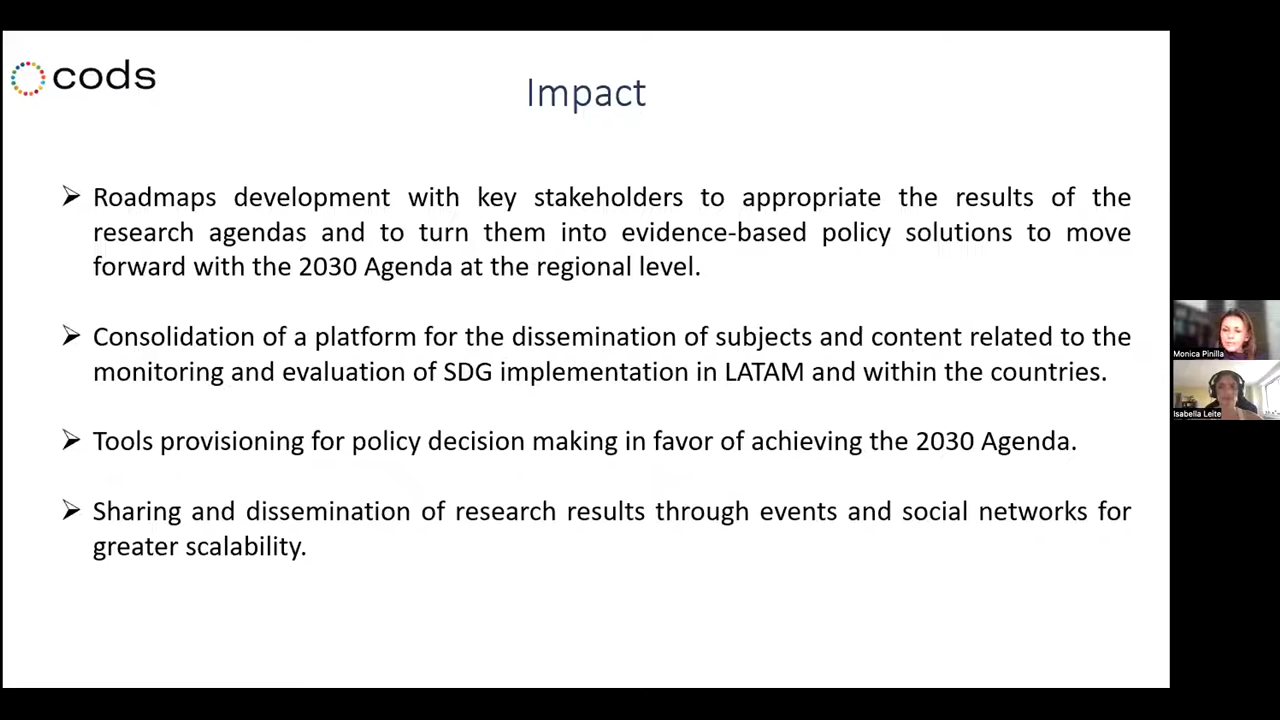 cods
Impact
Roadmaps development with key stakeholders to appropriate the results of the
research agendas and to turn them into evidence-based policy solutions to move
forward with the 2030 Agenda at the regional level.
Consolidation of a platform for the dissemination of subjects and content related to the
monitoring and evaluation of SDG implementation in LATAM and within the countries.
Tools provisioning for policy decision making in favor of achieving the 2030 Agenda.
Sharing and dissemination of research results through events and social networks for
greater scalability.
Monica Pinilla
Isabella Leite